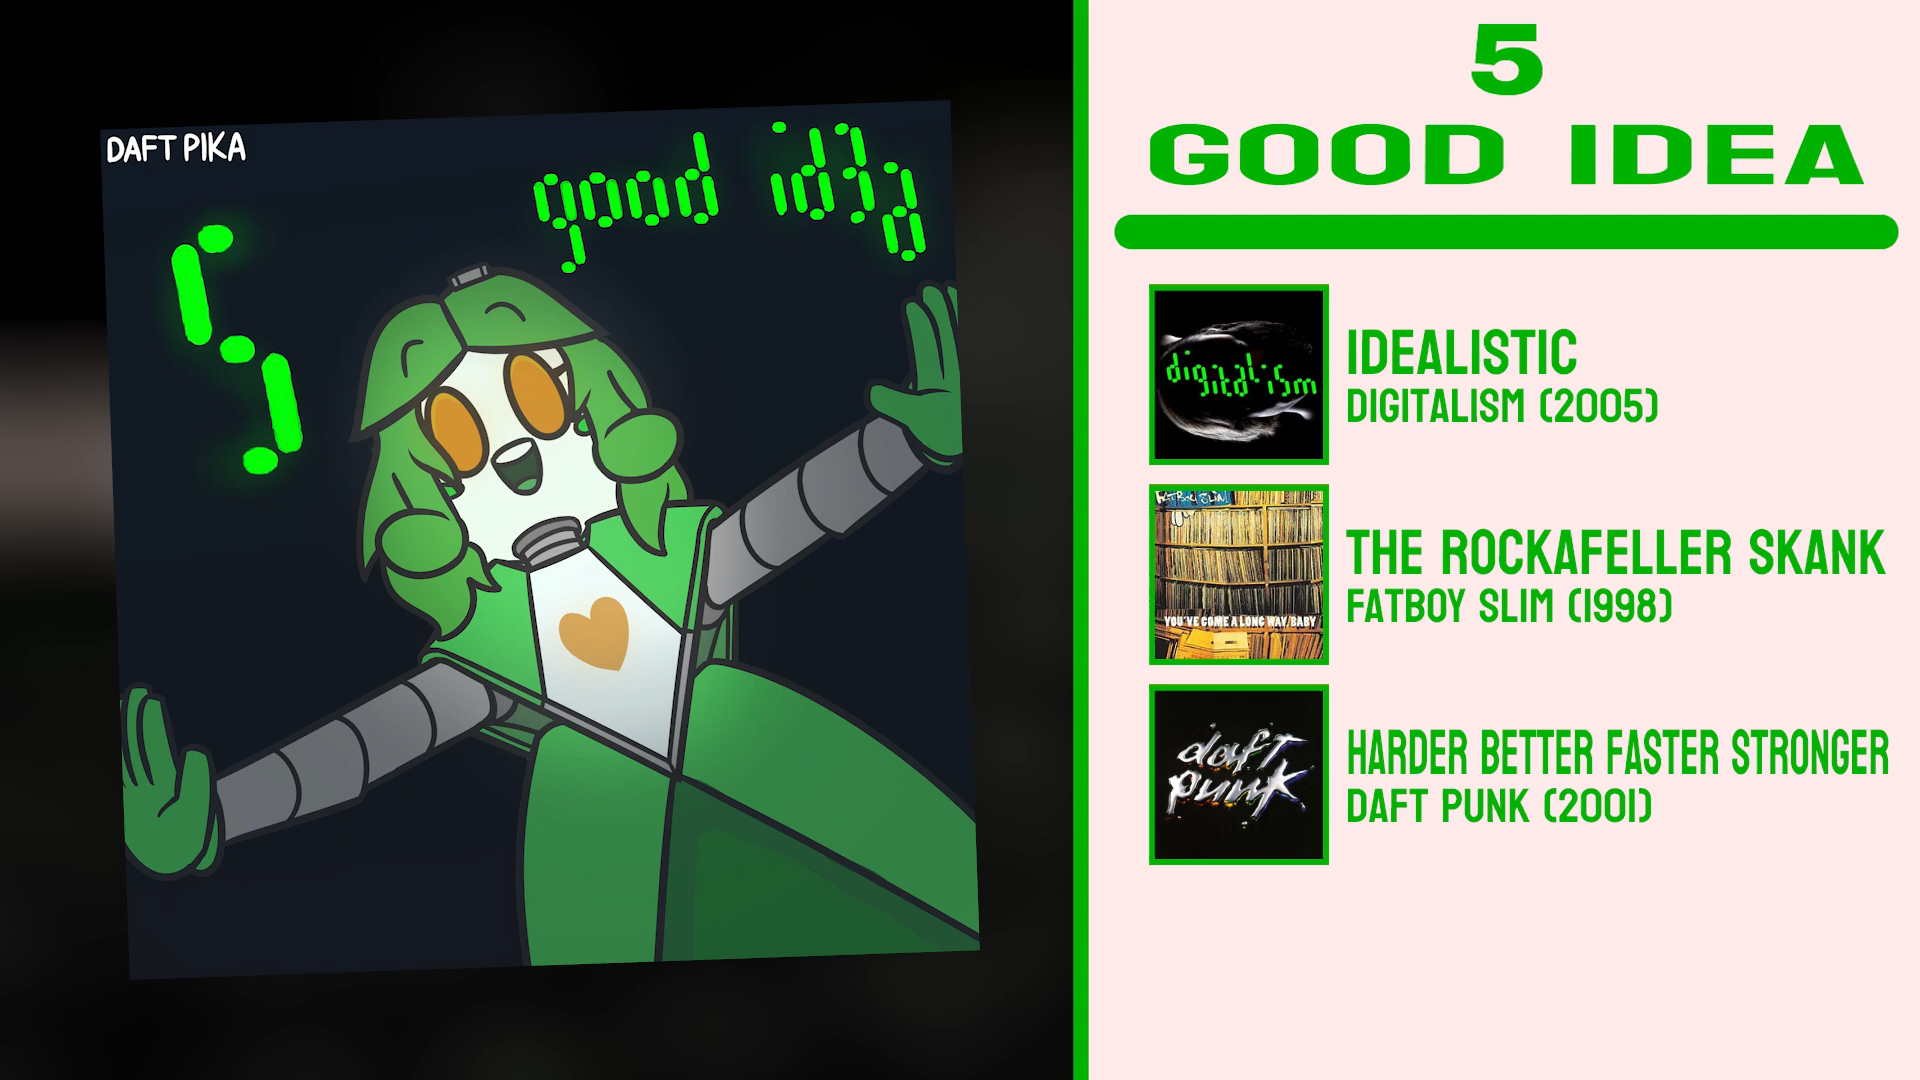 DAFT PIKA
good idea
5
5
GOOD IDEA
digitalism
IDEALISTIC
DIGITALISM (2005)
FATBOY SLIM
YOU'VE COME A LONG WAY, BABY
THE ROCKAFELLER SKANK
FATBOY SLIM (1998)
daft
punk
HARDER BETTER FASTER STRONGER
DAFT PUNK (2001)